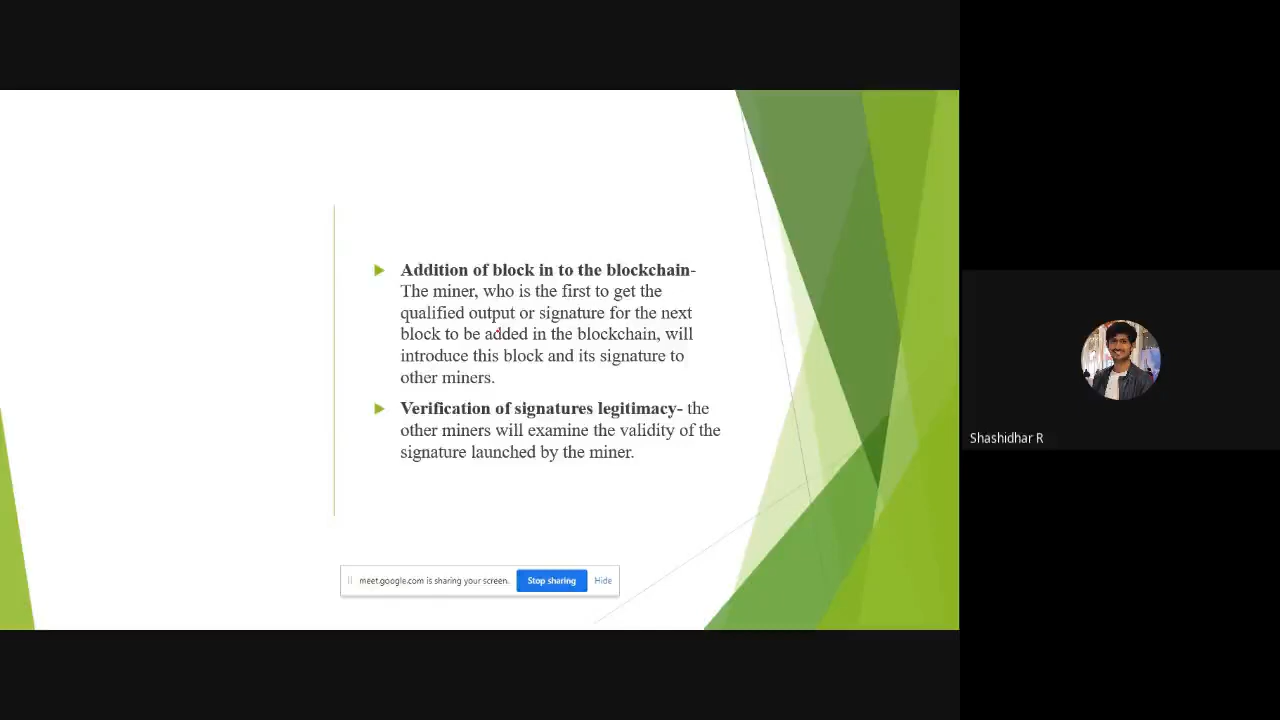 Addition of block in to the blockchain-
The miner, who is the first to get the
qualified output or signature for the next
block to be added in the blockchain, will
introduce this block and its signature to
other miners.
Verification of signatures legitimacy- the
other miners will examine the validity of the
signature launched by the miner.
meet.google.com is sharing your screen. Stop sharing Hide
Shashidhar R